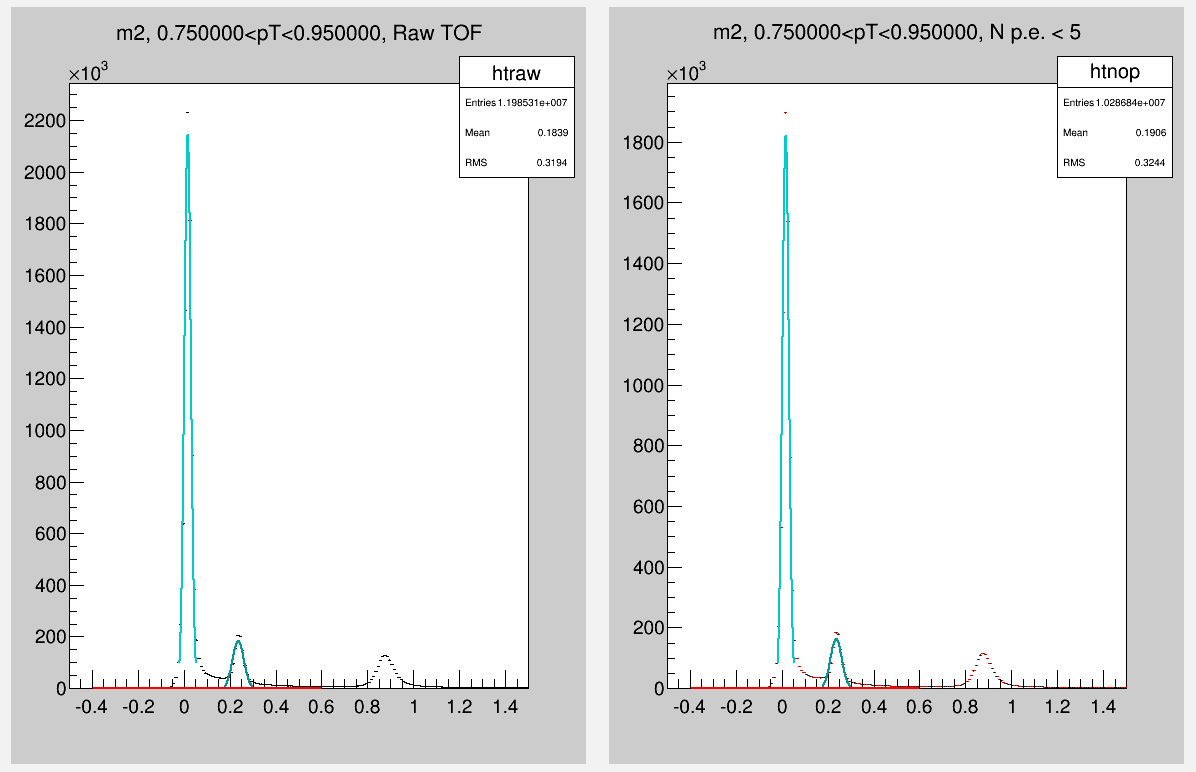 m2, 0.750000<pT<0.950000, Raw TOF
×10³
htraw
Entries 1.198531e+007
Mean 0.1839
RMS 0.3194
2200
2000
1800
1600
1400
1200
1000
800
600
400
200
0
-0.4 -0.2 0 0.2 0.4 0.6 0.8 1 1.2 1.4
m2, 0.750000<pT<0.950000, N p.e. < 5
×10³
htnop
Entries 1.028684e+007
Mean 0.1906
RMS 0.3244
1800
1600
1400
1200
1000
800
600
400
200
0
-0.4 -0.2 0 0.2 0.4 0.6 0.8 1 1.2 1.4